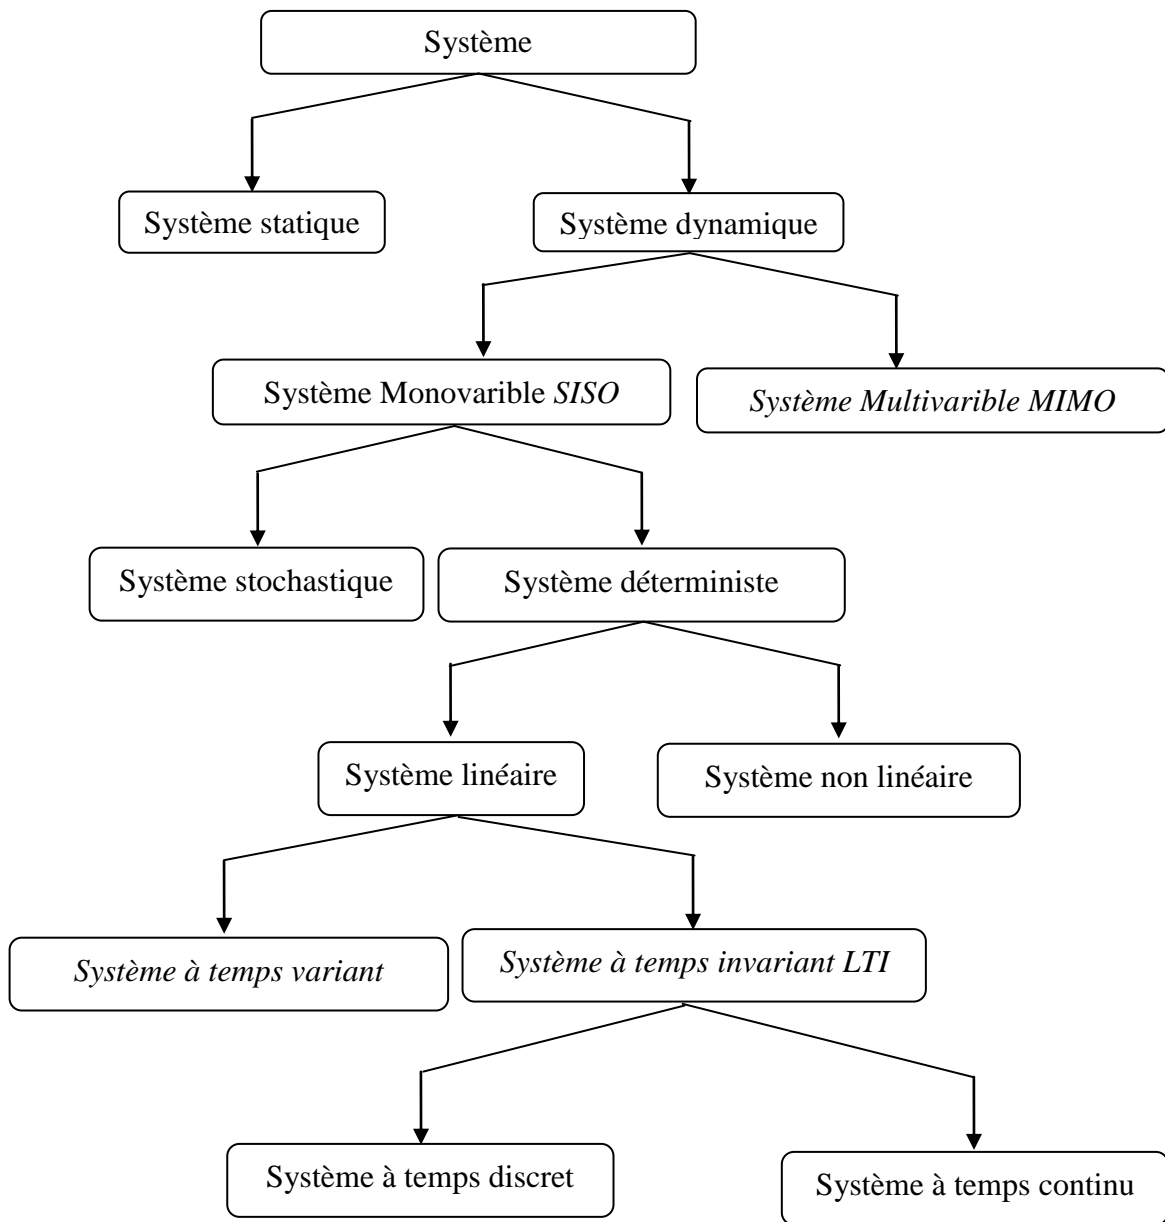 Système
Système statique
Système dynamique
Système Monovarible SISO
Système Multivarible MIMO
Système stochastique
Système déterministe
Système linéaire
Système non linéaire
Système à temps variant
Système à temps invariant LTI
Système à temps discret
Système à temps continu